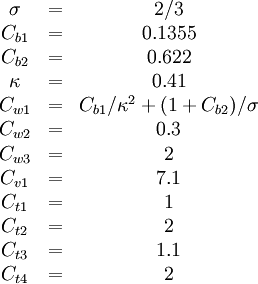 σ = 2/3
C_{b1} = 0.1355
C_{b2} = 0.622
κ = 0.41
C_{w1} = C_{b1}/κ^2 + (1 + C_{b2})/σ
C_{w2} = 0.3
C_{w3} = 2
C_{v1} = 7.1
C_{t1} = 1
C_{t2} = 2
C_{t3} = 1.1
C_{t4} = 2